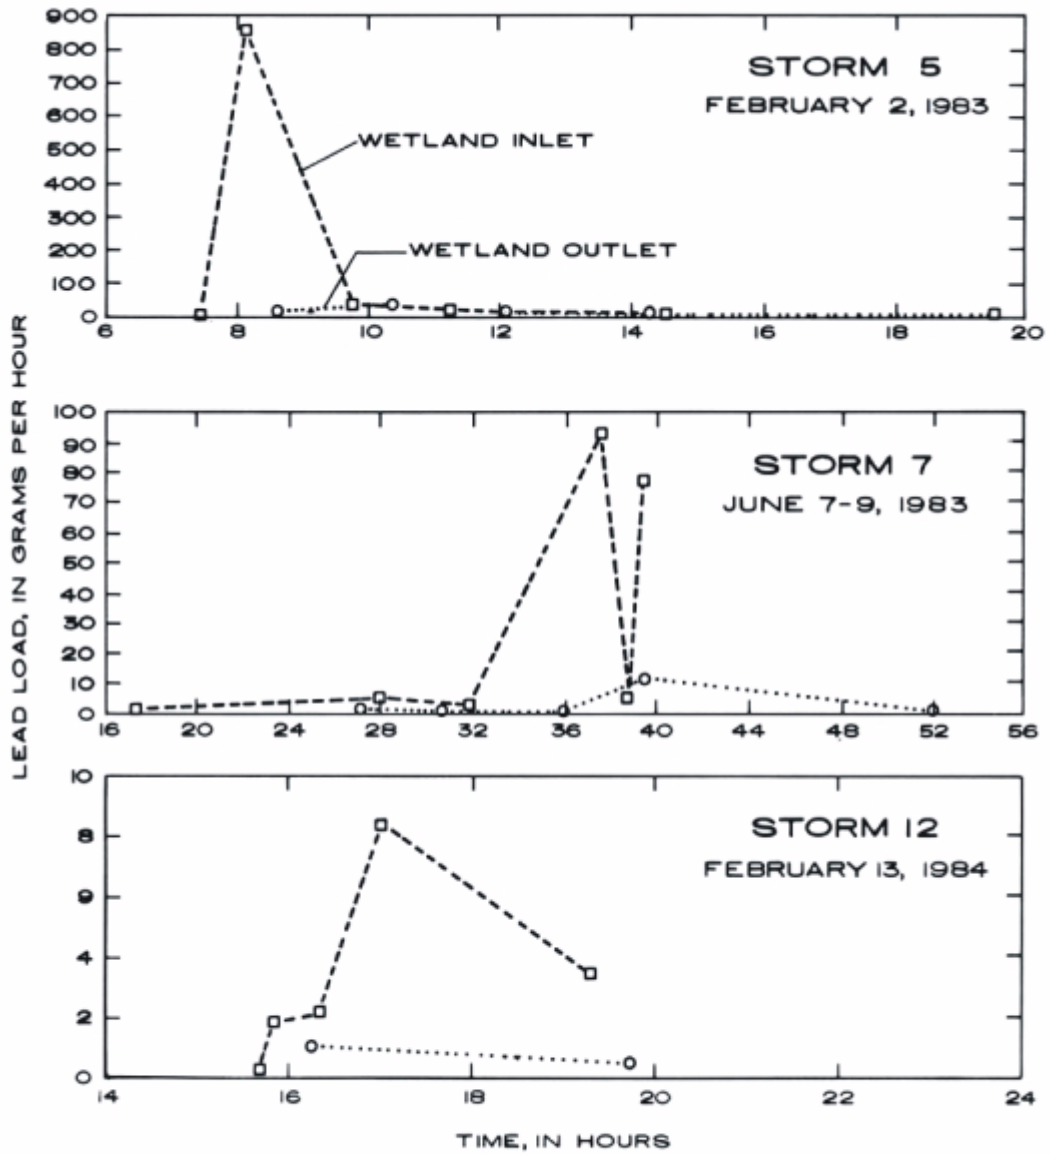 LEAD LOAD, IN GRAMS PER HOUR
900
800
700
600
500
400
300
200
100
0
STORM 5
FEBRUARY 2, 1983
WETLAND INLET
WETLAND OUTLET
6 8 10 12 14 16 18 20
100
90
80
70
60
50
40
30
20
10
0
STORM 7
JUNE 7-9, 1983
16 20 24 28 32 36 40 44 48 52 56
10
8
9
4
2
0
STORM 12
FEBRUARY 13, 1984
14 16 18 20 22 24
TIME, IN HOURS